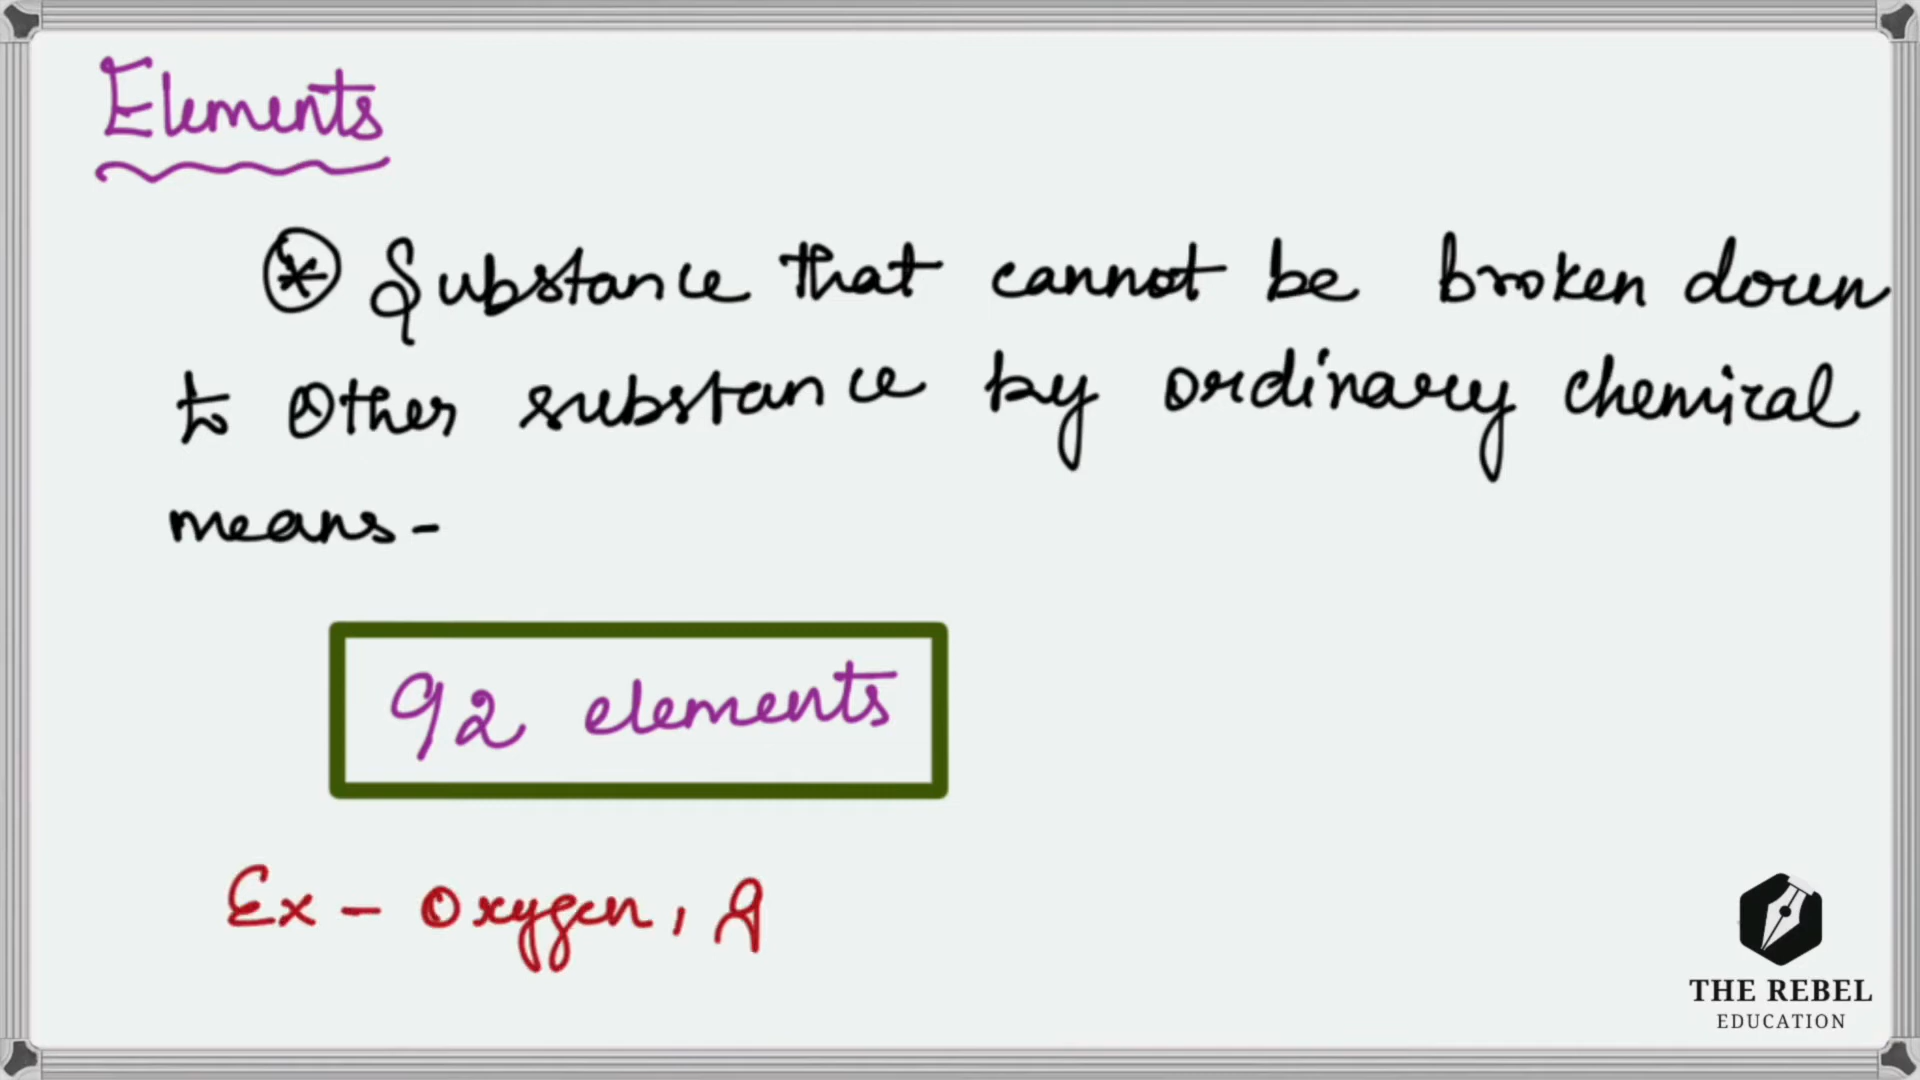 Elements
* Substance that cannot be broken down
to other substance by ordinary chemical
means-
92 elements
Ex - Oxygen,
THE REBEL
EDUCATION